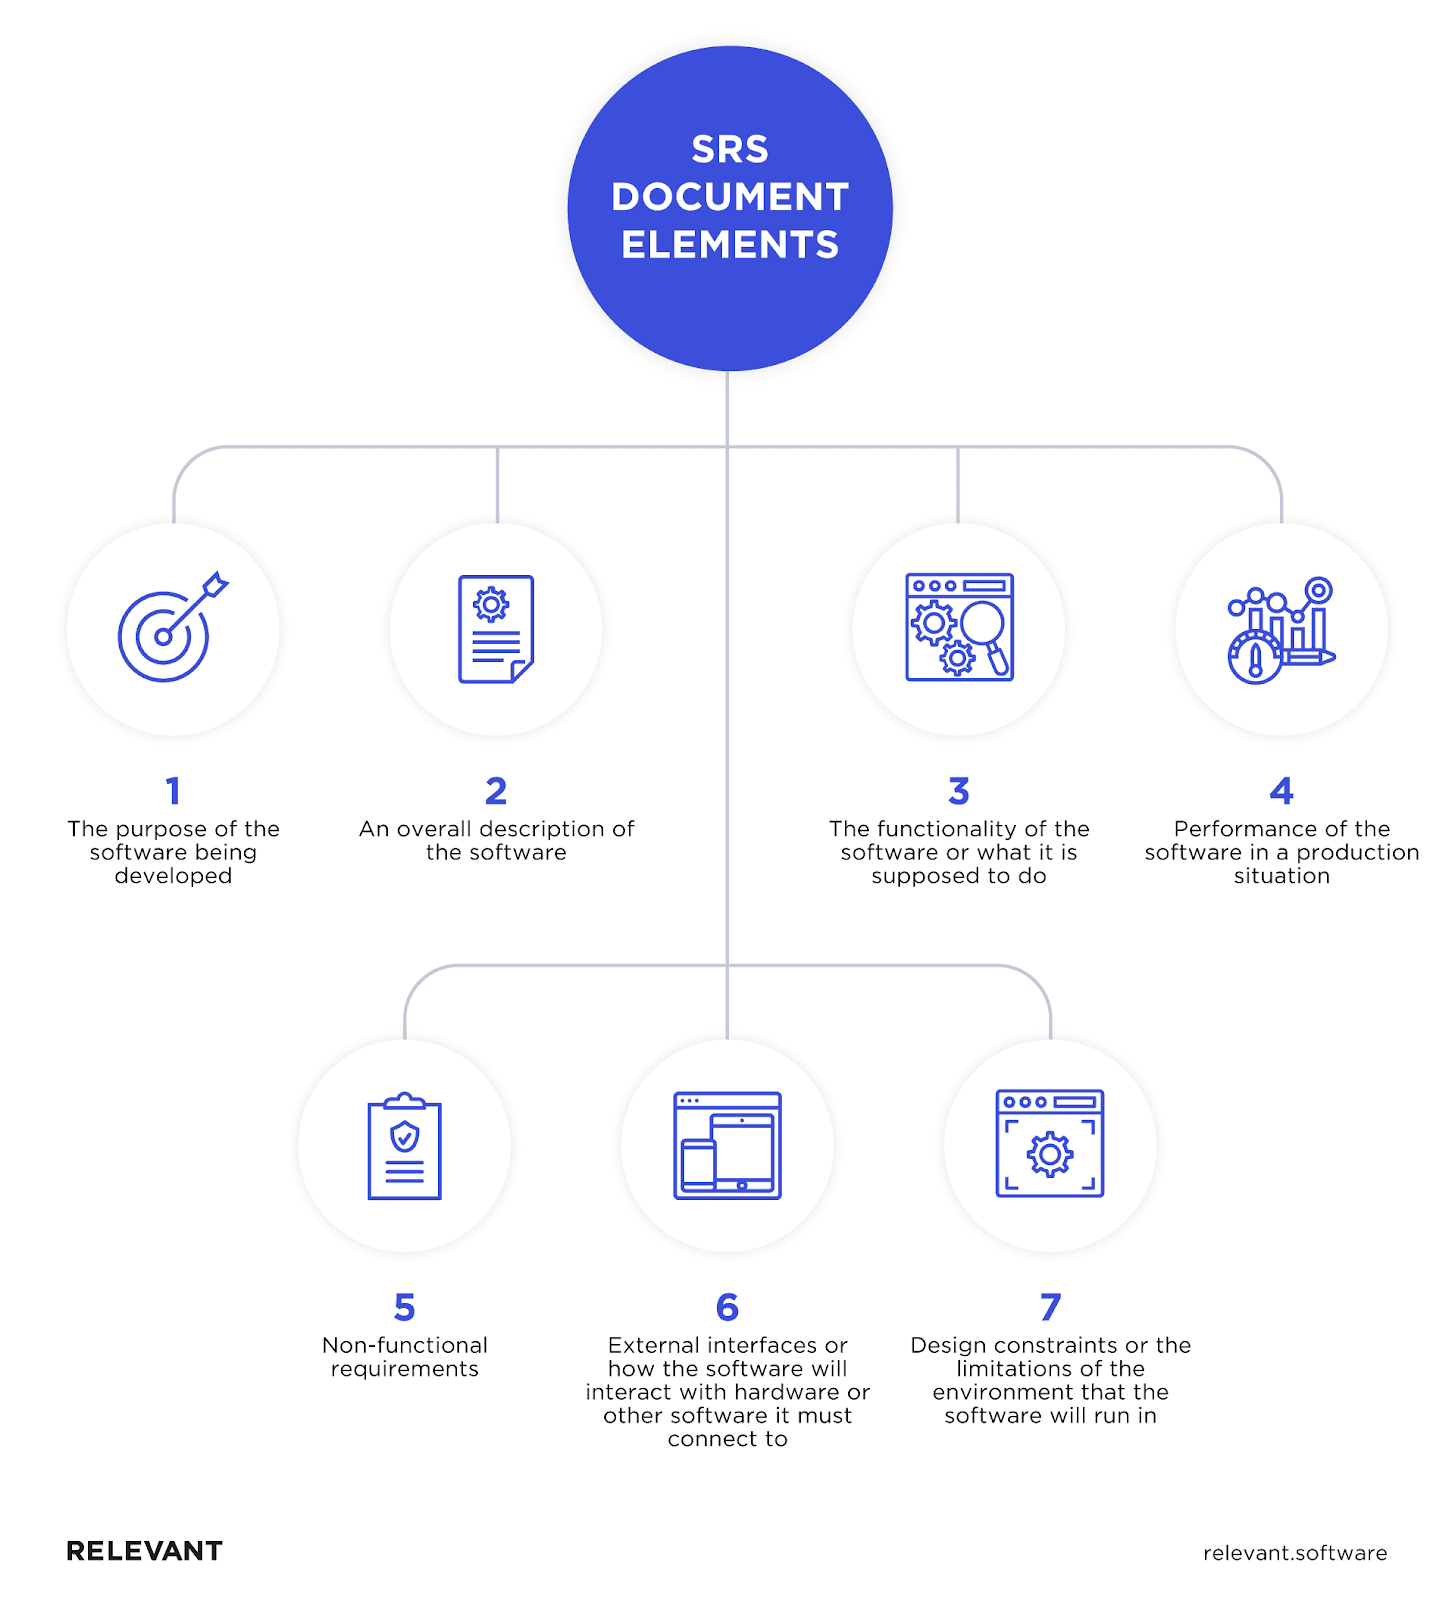 SRS
DOCUMENT
ELEMENTS
1
The purpose of the
software being
developed
2
An overall description of
the software
3
The functionality of the
software or what it is
supposed to do
4
Performance of the
software in a production
situation
5
Non-functional
requirements
6
External interfaces or
how the software will
interact with hardware or
other software it must
connect to
7
Design constraints or the
limitations of the
environment that the
software will run in
RELEVANT
relevant.software